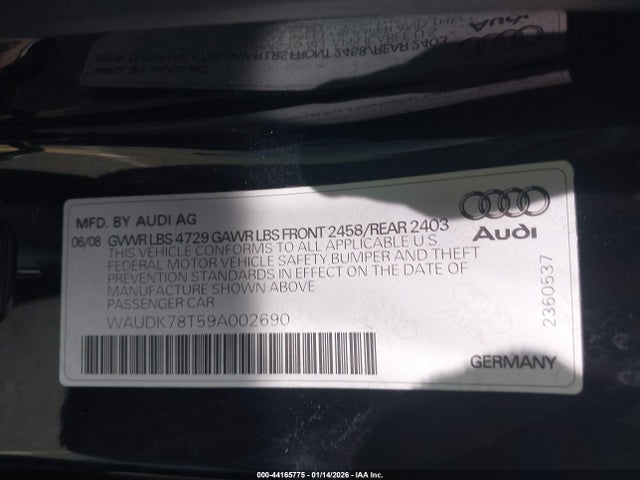 MFD. BY AUDI AG
06/08 GVWR LBS 4729 GAWR LBS FRONT 2458/REAR 2403
THIS VEHICLE CONFORMS TO ALL APPLICABLE U.S
FEDERAL MOTOR VEHICLE SAFETY BUMPER AND THEFT
PREVENTION STANDARDS IN EFFECT ON THE DATE OF
MANUFACTURE SHOWN ABOVE
PASSENGER CAR
WAUDK78T59A002690
Audi
2360537
GERMANY
000-44165775 - 01/14/2026 - IAA Inc.